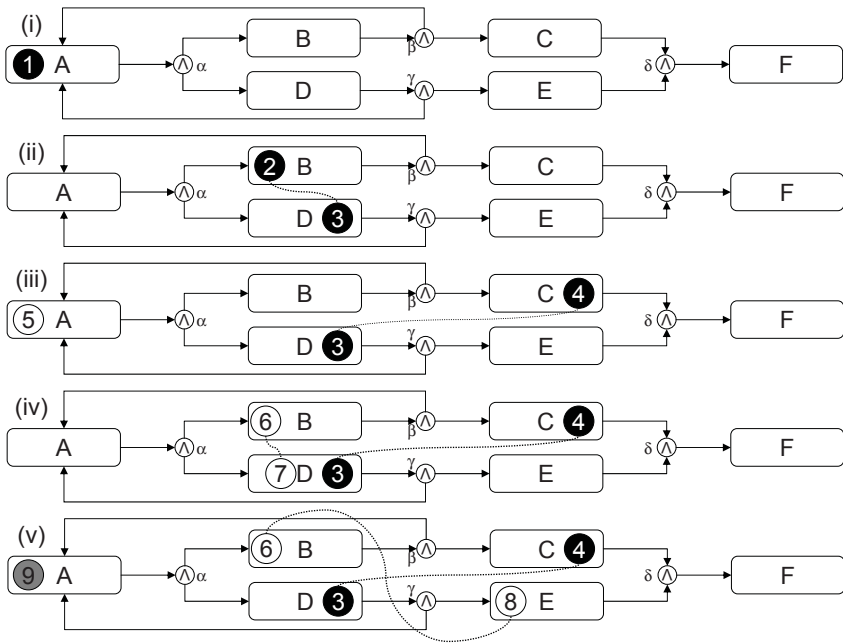 (i)
B C
1 A α β δ F
D γ E
(ii)
2 B C
A α β δ F
D 3 γ E
(iii)
B C 4
5 A α β δ F
D 3 γ E
(iv)
6 B C 4
A α β δ F
7 D 3 γ E
(v)
6 B C 4
9 A α β δ F
D 3 γ 8 E